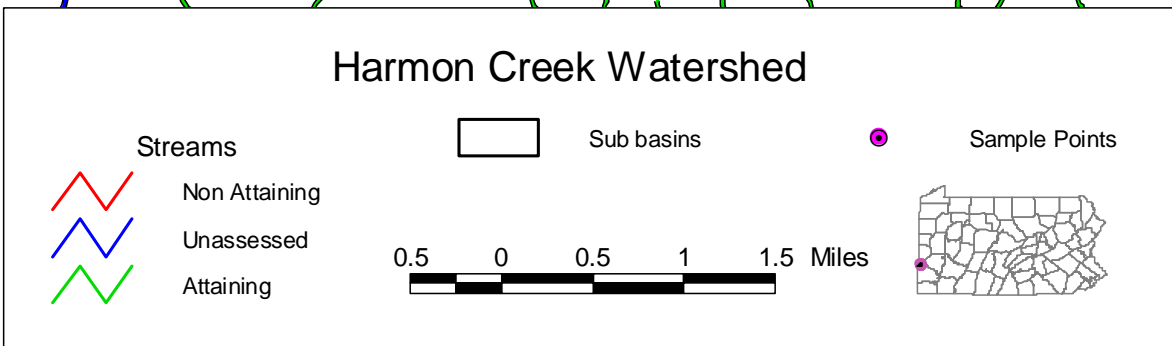 Harmon Creek Watershed
Streams
Non Attaining
Unassessed
Attaining
Sub basins
Sample Points
0.5 0 0.5 1 1.5 Miles